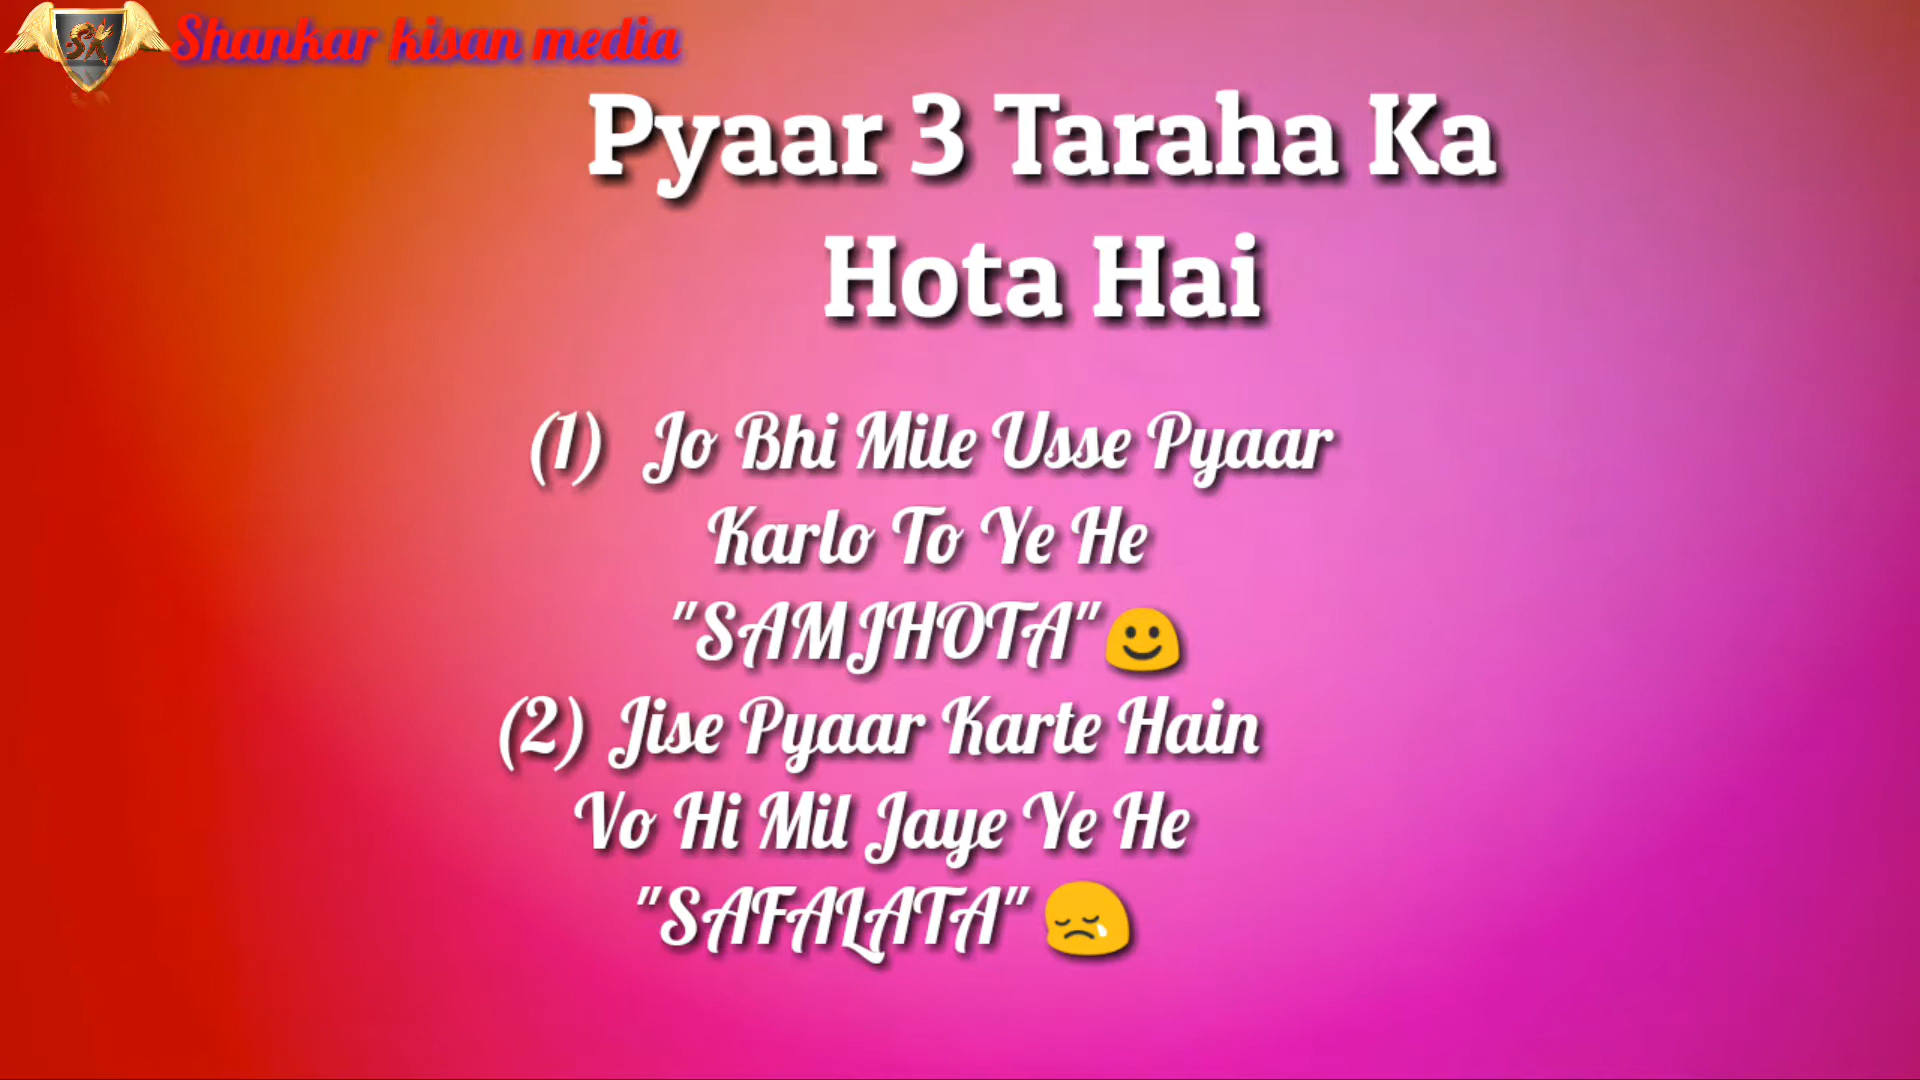 Shankar kisan media
Pyaar 3 Taraha Ka
Hota Hai
(1) Jo Bhi Mile Usse Pyaar
Karlo To Ye He
"SAMJHOTA"🙂
(2) Jise Pyaar Karte Hain
Vo Hi Mil Jaye Ye He
"SAFALATA" 😢